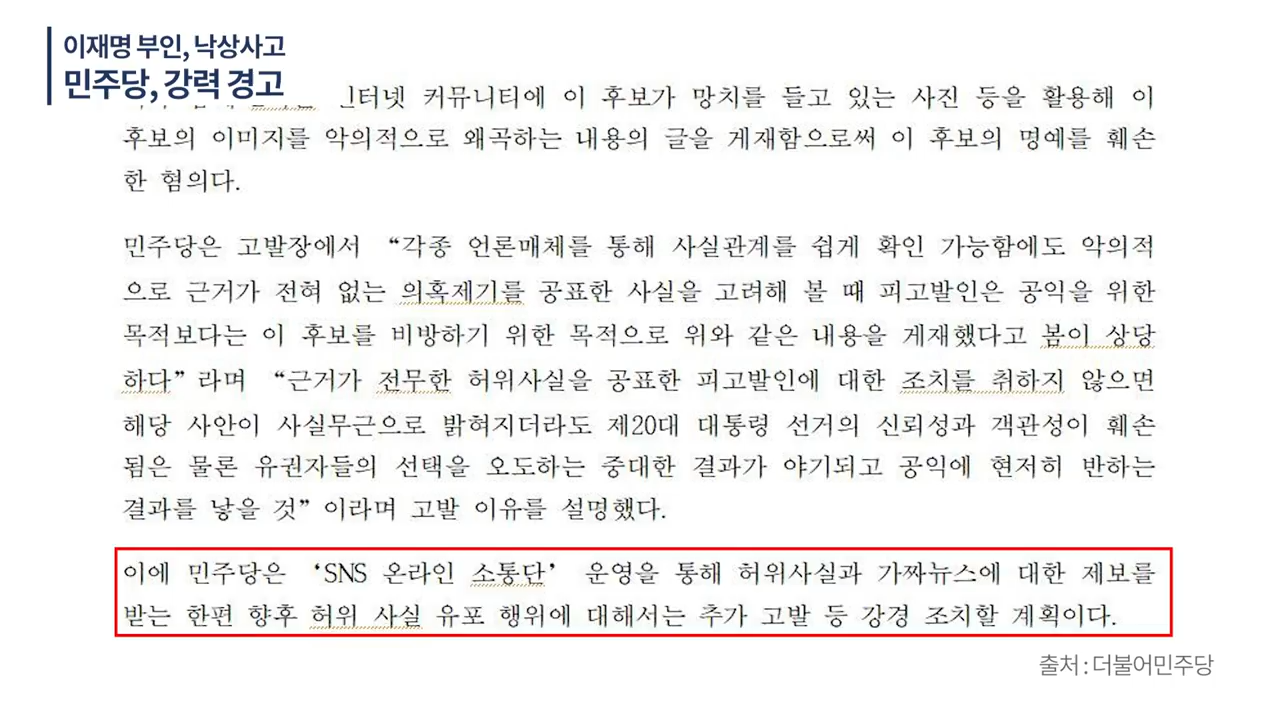 이재명 부인, 낙상사고
민주당, 강력 경고
인터넷 커뮤니티에 이 후보가 망치를 들고 있는 사진 등을 활용해 이
후보의 이미지를 악의적으로 왜곡하는 내용의 글을 게재함으로써 이 후보의 명예를 훼손
한 혐의다.
민주당은 고발장에서 “각종 언론매체를 통해 사실관계를 쉽게 확인 가능함에도 악의적
으로 근거가 전혀 없는 의혹제기를 공표한 사실을 고려해 볼 때 피고발인은 공익을 위한
목적보다는 이 후보를 비방하기 위한 목적으로 위와 같은 내용을 게재했다고 봄이 상당
하다”라며 “근거가 전무한 허위사실을 공표한 피고발인에 대한 조치를 취하지 않으면
해당 사안이 사실무근으로 밝혀지더라도 제20대 대통령 선거의 신뢰성과 객관성이 훼손
됨은 물론 유권자들의 선택을 오도하는 중대한 결과가 야기되고 공익에 현저히 반하는
결과를 낳을 것”이라며 고발 이유를 설명했다.
이에 민주당은 ‘SNS 온라인 소통단’ 운영을 통해 허위사실과 가짜뉴스에 대한 제보를
받는 한편 향후 허위 사실 유포 행위에 대해서는 추가 고발 등 강경 조치할 계획이다.
출처 : 더불어민주당